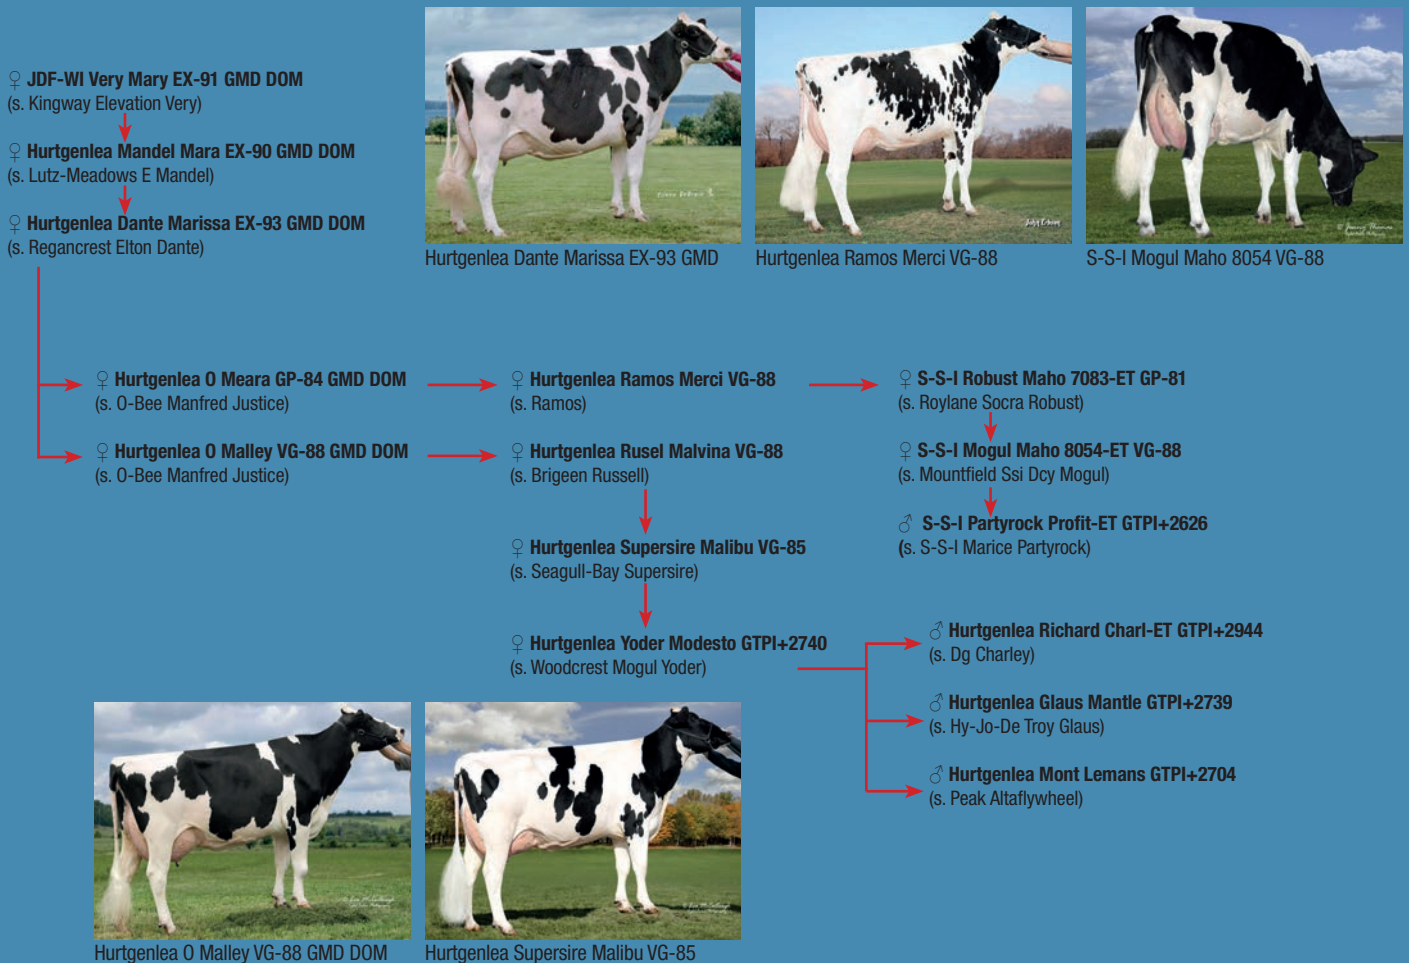 ♀ JDF-WI Very Mary EX-91 GMD DOM
(s. Kingway Elevation Very)
♀ Hurtgenlea Mandel Mara EX-90 GMD DOM
(s. Lutz-Meadows E Mandel)
♀ Hurtgenlea Dante Marissa EX-93 GMD DOM
(s. Regancrest Elton Dante)
Hurtgenlea Dante Marissa EX-93 GMD
John Erbsen
Hurtgenlea Ramos Merci VG-88
S-S-I Mogul Maho 8054 VG-88
♀ Hurtgenlea O Meara GP-84 GMD DOM
(s. O-Bee Manfred Justice)
♀ Hurtgenlea Ramos Merci VG-88
(s. Ramos)
♀ S-S-I Robust Maho 7083-ET GP-81
(s. Roylane Socra Robust)
♀ Hurtgenlea O Malley VG-88 GMD DOM
(s. O-Bee Manfred Justice)
♀ Hurtgenlea Rusel Malvina VG-88
(s. Brigeen Russell)
♀ S-S-I Mogul Maho 8054-ET VG-88
(s. Mountfield Ssi Dcy Mogul)
♂ S-S-I Partyrock Profit-ET GTPI+2626
(s. S-S-I Marice Partyrock)
♀ Hurtgenlea Supersire Malibu VG-85
(s. Seagull-Bay Supersire)
♀ Hurtgenlea Yoder Modesto GTPI+2740
(s. Woodcrest Mogul Yoder)
♂ Hurtgenlea Richard Charl-ET GTPI+2944
(s. Dg Charley)
♂ Hurtgenlea Glaus Mantle GTPI+2739
(s. Hy-Jo-De Troy Glaus)
♂ Hurtgenlea Mont Lemans GTPI+2704
(s. Peak Altaflywheel)
Hurtgenlea O Malley VG-88 GMD DOM
Hurtgenlea Supersire Malibu VG-85